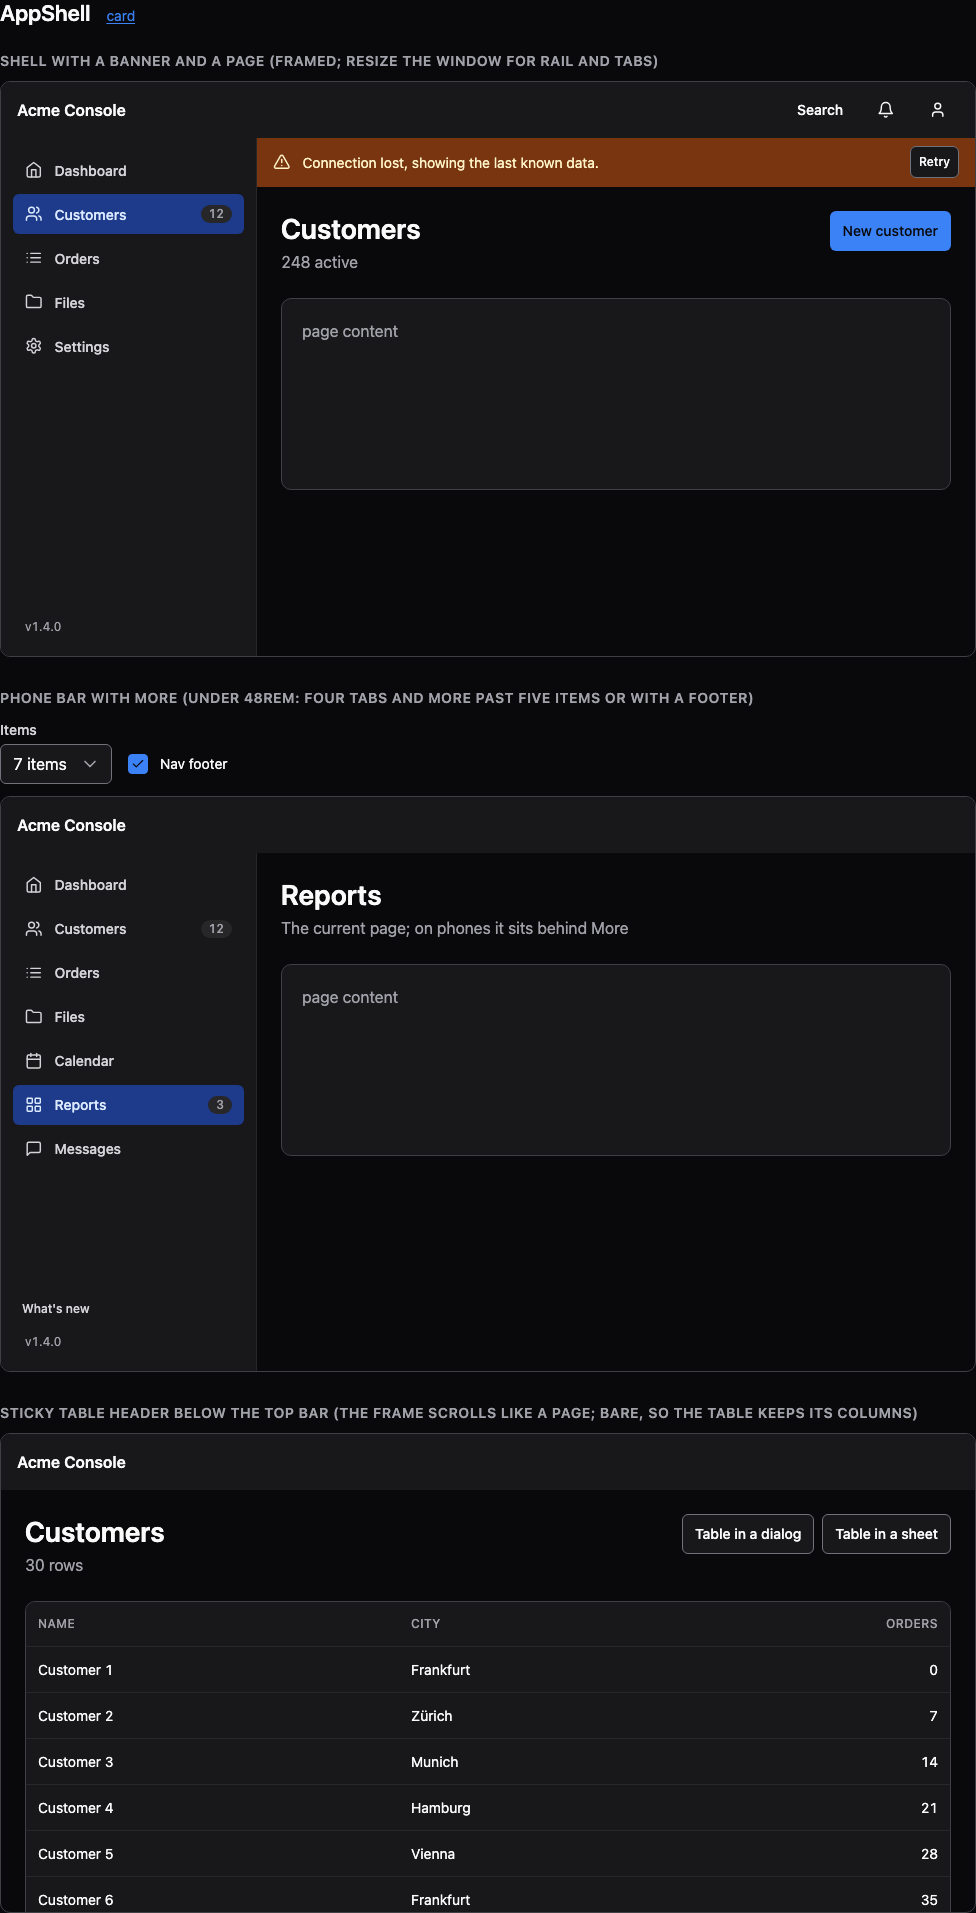 AppShell card
SHELL WITH A BANNER AND A PAGE (FRAMED; RESIZE THE WINDOW FOR RAIL AND TABS)
Acme Console
Search
Dashboard
Customers 12
Orders
Files
Settings
v1.4.0
Connection lost, showing the last known data.
Retry
Customers
New customer
248 active
page content
PHONE BAR WITH MORE (UNDER 48REM: FOUR TABS AND MORE PAST FIVE ITEMS OR WITH A FOOTER)
Items
7 items
Nav footer
Acme Console
Dashboard
Customers 12
Orders
Files
Calendar
Reports 3
Messages
What's new
v1.4.0
Reports
The current page; on phones it sits behind More
page content
STICKY TABLE HEADER BELOW THE TOP BAR (THE FRAME SCROLLS LIKE A PAGE; BARE, SO THE TABLE KEEPS ITS COLUMNS)
Acme Console
Customers
30 rows
Table in a dialog
Table in a sheet
NAME CITY ORDERS
Customer 1 Frankfurt 0
Customer 2 Zürich 7
Customer 3 Munich 14
Customer 4 Hamburg 21
Customer 5 Vienna 28
Customer 6 Frankfurt 35